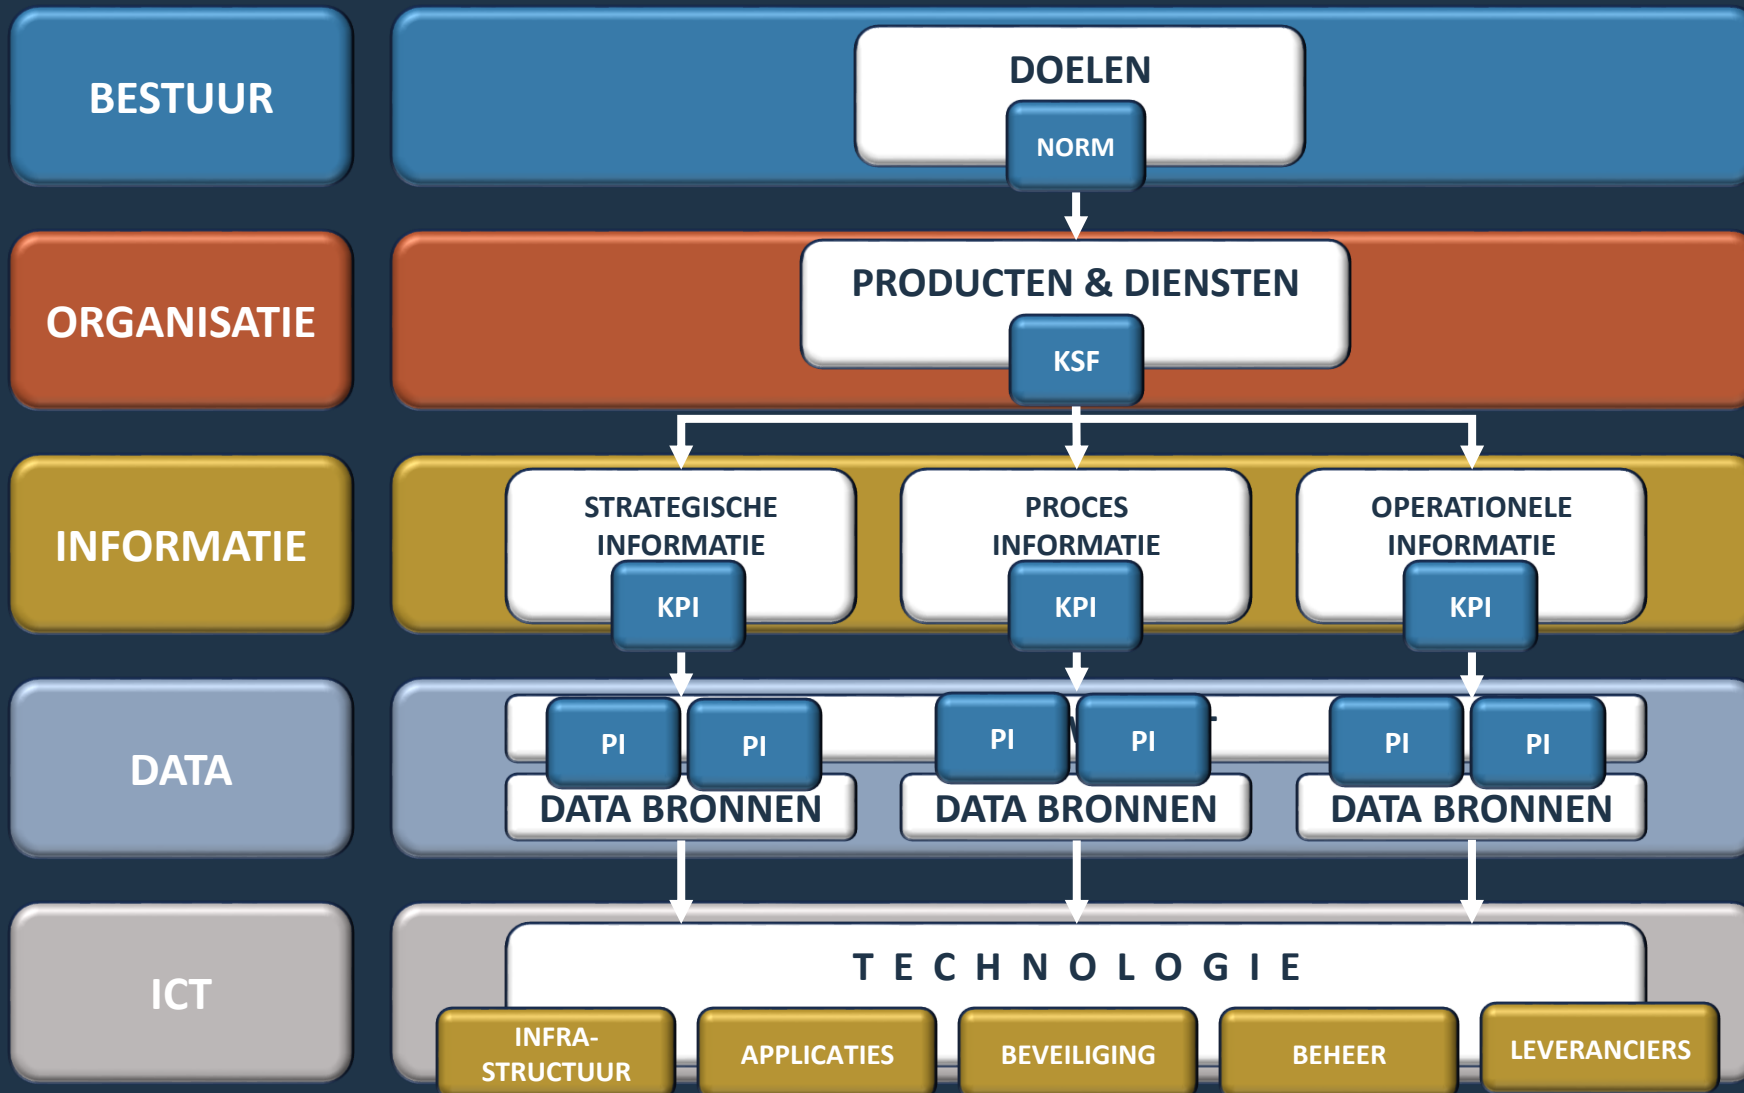 BESTUUR
DOELEN
NORM
ORGANISATIE
PRODUCTEN & DIENSTEN
KSF
INFORMATIE
STRATEGISCHE
INFORMATIE
KPI
PROCES
INFORMATIE
KPI
OPERATIONELE
INFORMATIE
KPI
DATA
PI PI
PI PI
PI PI
DATA BRONNEN
DATA BRONNEN
DATA BRONNEN
ICT
TECHNOLOGIE
INFRA-
STRUCTUUR
APPLICATIES
BEVEILIGING
BEHEER
LEVERANCIERS